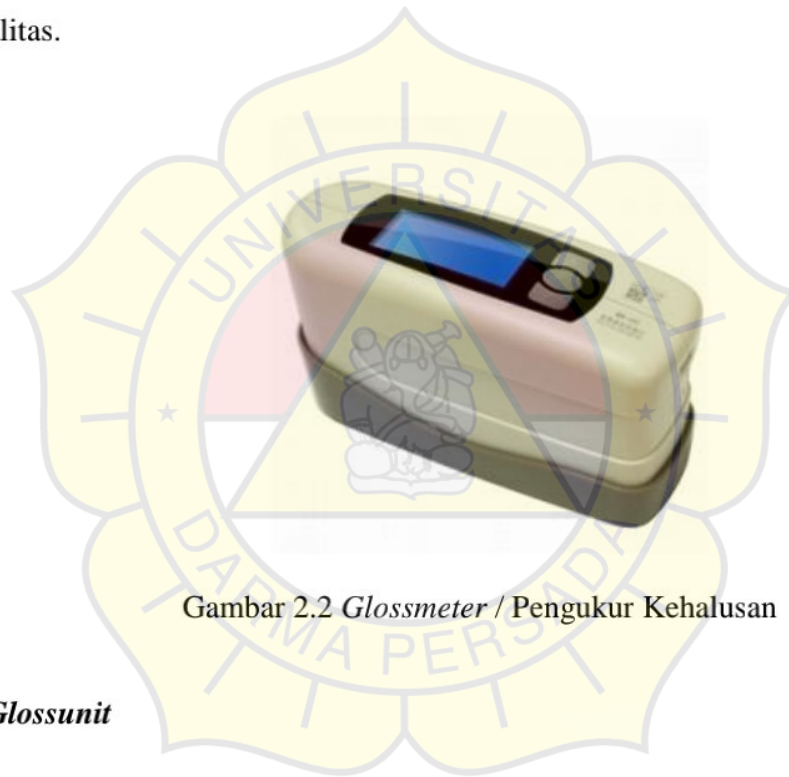 litas.
UNIVERSITAS
Gambar 2.2 Glossmeter / Pengukur Kehalusan
DARMA PERSADA
Glossunit